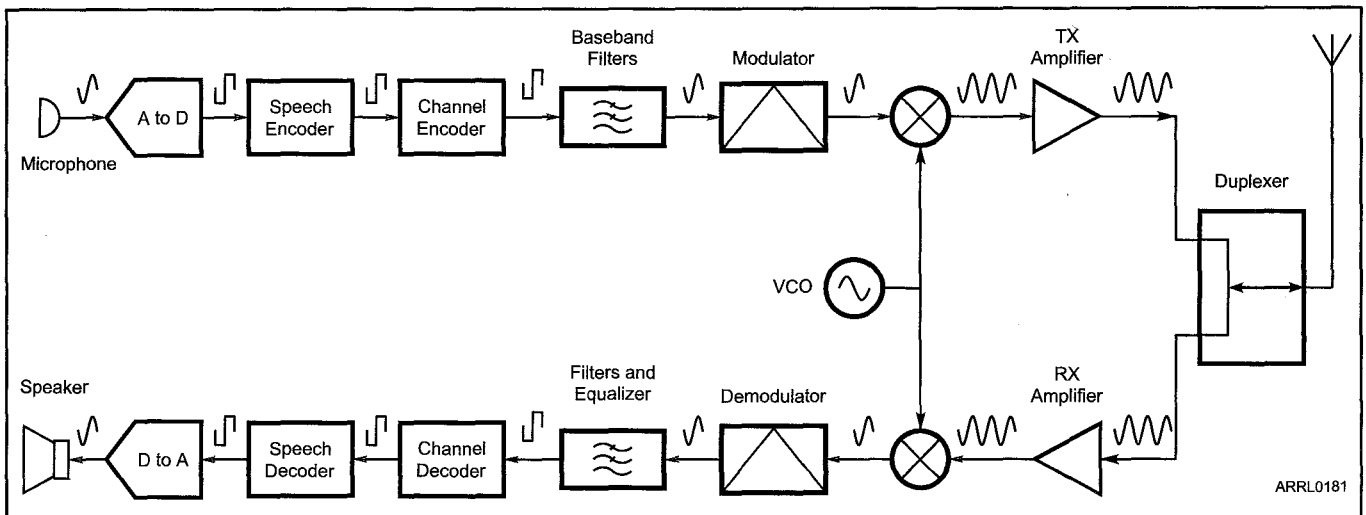 Baseband
Filters
Modulator
TX
Amplifier
A to D
Speech
Encoder
Channel
Encoder
Microphone
Duplexer
VCO
Speaker
Filters and
Equalizer
Demodulator
RX
Amplifier
D to A
Speech
Decoder
Channel
Decoder
ARRL0181